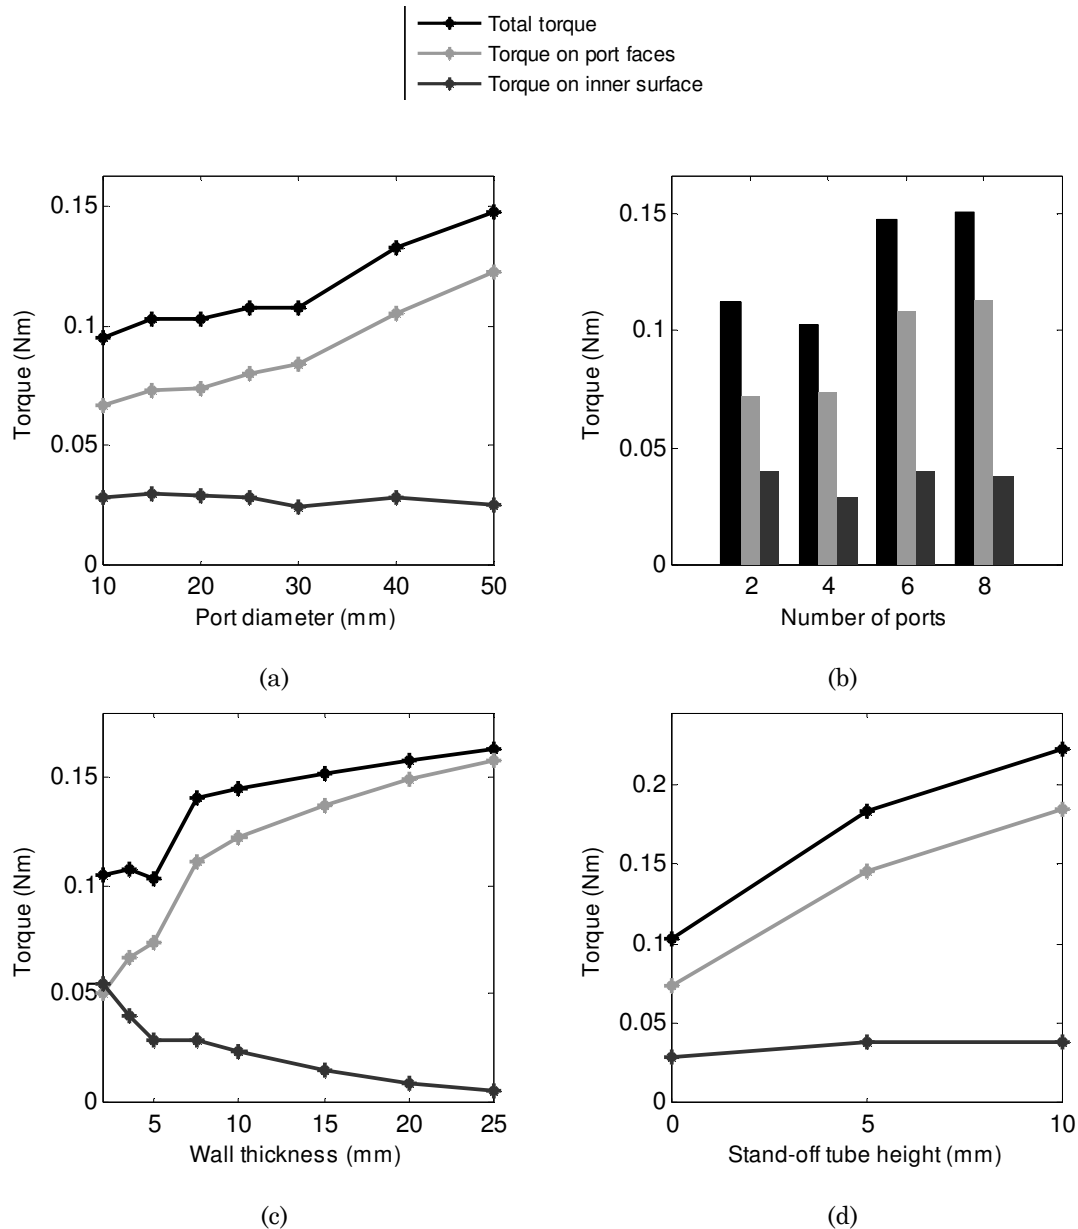 Total torque
Torque on port faces
Torque on inner surface
0.15
0.1
0.05
0
Torque (Nm)
10 20 30 40 50
Port diameter (mm)
(a)
0.15
0.1
0.05
0
Torque (Nm)
2 4 6 8
Number of ports
(b)
0.15
0.1
0.05
0
Torque (Nm)
5 10 15 20 25
Wall thickness (mm)
(c)
0.2
0.15
0.1
0.05
0
Torque (Nm)
0 5 10
Stand-off tube height (mm)
(d)